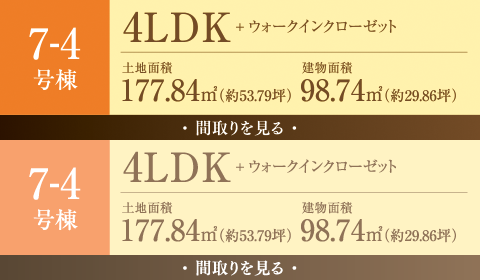 7-4
号棟
4LDK + ウォークインクローゼット
土地面積 建物面積
177.84㎡(約53.79坪) 98.74㎡(約29.86坪)
・ 間取りを見る ・
7-4
号棟
4LDK + ウォークインクローゼット
土地面積 建物面積
177.84㎡(約53.79坪) 98.74㎡(約29.86坪)
・ 間取りを見る ・